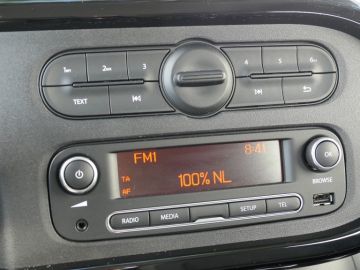 1 2 3 4 5 6
TEXT
FM1 8:41
TA 100% NL
AF
OK
BROWSE
RADIO MEDIA SETUP TEL